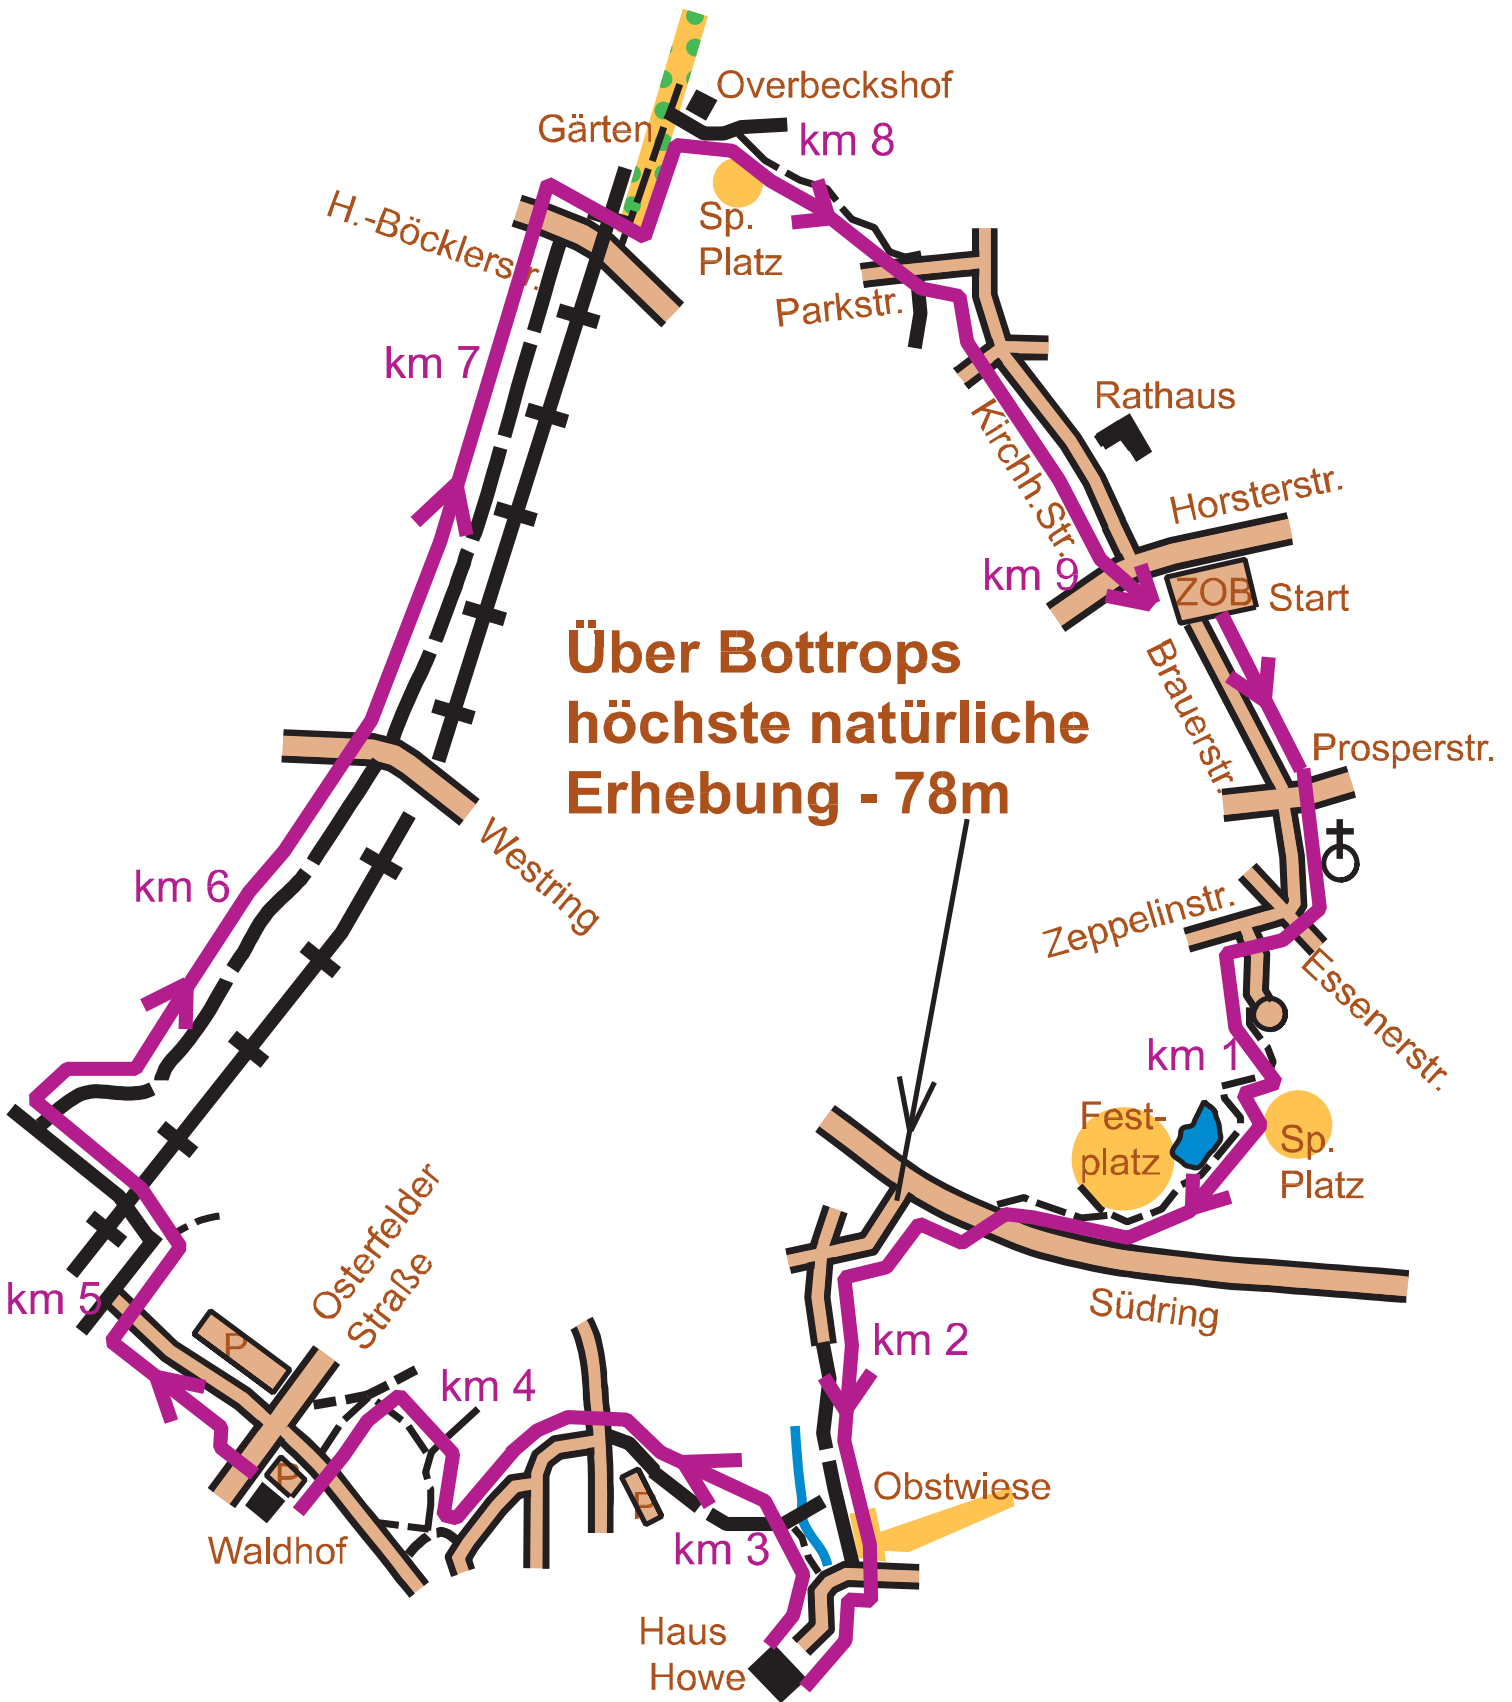 Overbeckshof
Gärten
km 8
H.-Böcklerstr.
Sp.
Platz
Parkstr.
km 7
Rathaus
Kirchh.Str.
Horsterstr.
km 9
ZOB
Start
Über Bottrops
höchste natürliche
Erhebung - 78m
Brauerstr.
Prosperstr.
Westring
km 6
Zeppelinstr.
Essenerstr.
km 1
Fest-
platz
Sp.
Platz
Osterfelder
Straße
km 5
Südring
P
km 2
km 4
P
Obstwiese
P
Waldhof
km 3
Haus
Howe